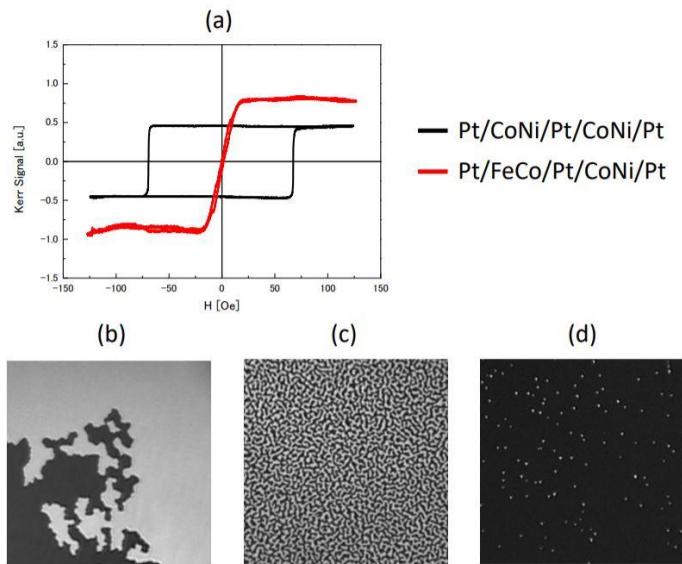 (a)
1.5
1.0
0.5
0.0
-0.5
-1.0
-1.5
Kerr Signal [a.u.]
-150 -100 -50 0 50 100 150
H [Oe]
Pt/CoNi/Pt/CoNi/Pt
Pt/FeCo/Pt/CoNi/Pt
(b) (c) (d)